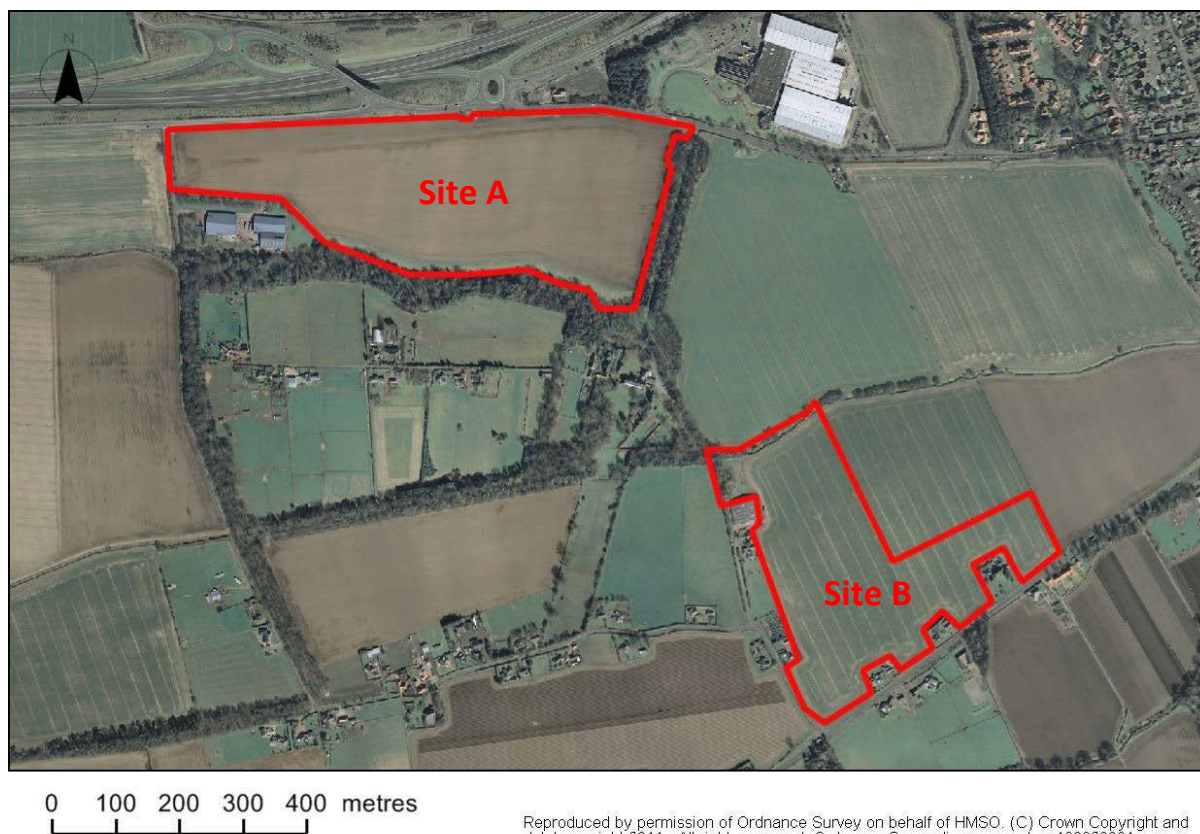 N
Site A
Site B
0 100 200 300 400 metres
Reproduced by permission of Ordnance Survey on behalf of HMSO. (C) Crown Copyright and